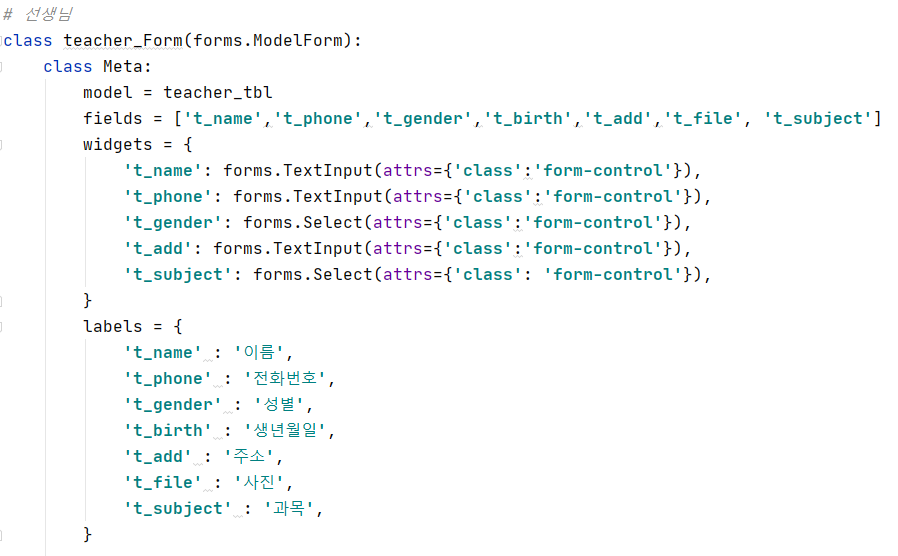 # 선생님
class teacher_Form(forms.ModelForm):
    class Meta:
        model = teacher_tbl
        fields = ['t_name','t_phone','t_gender','t_birth','t_add','t_file', 't_subject']
        widgets = {
            't_name': forms.TextInput(attrs={'class':'form-control'}),
            't_phone': forms.TextInput(attrs={'class':'form-control'}),
            't_gender': forms.Select(attrs={'class':'form-control'}),
            't_add': forms.TextInput(attrs={'class':'form-control'}),
            't_subject': forms.Select(attrs={'class': 'form-control'}),
        }
        labels = {
            't_name' : '이름',
            't_phone' : '전화번호',
            't_gender' : '성별',
            't_birth' : '생년월일',
            't_add' : '주소',
            't_file' : '사진',
            't_subject' : '과목',
        }